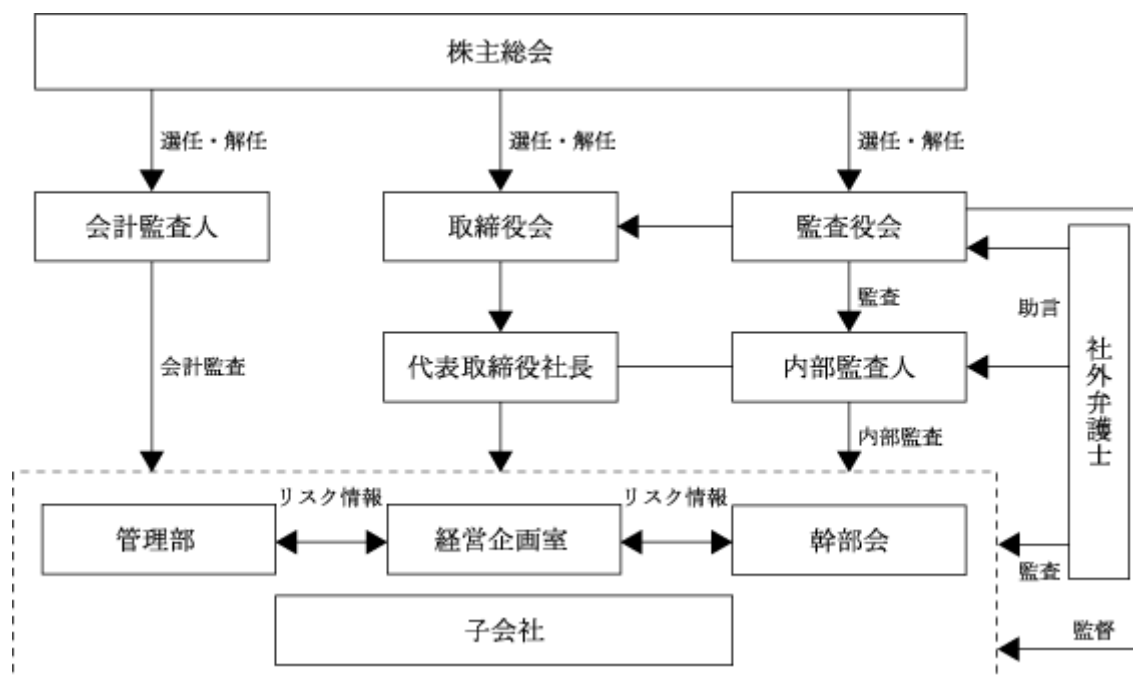 株主総会
選任・解任
選任・解任
選任・解任
会計監査人
取締役会
監査役会
監査
助言
会計監査
代表取締役社長
内部監査人
社外弁護士
内部監査
リスク情報
リスク情報
管理部
経営企画室
幹部会
監査
子会社
監督